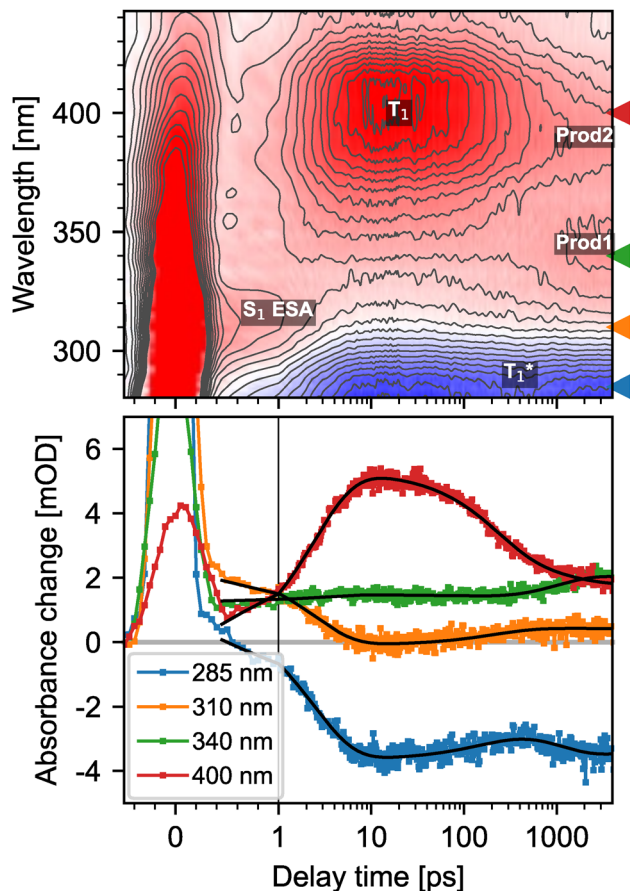 Wavelength [nm]
400
350
300
T₁
Prod2
Prod1
S₁ ESA
T₁*
Absorbance change [mOD]
6
4
2
0
-2
-4
285 nm
310 nm
340 nm
400 nm
0 1 10 100 1000
Delay time [ps]